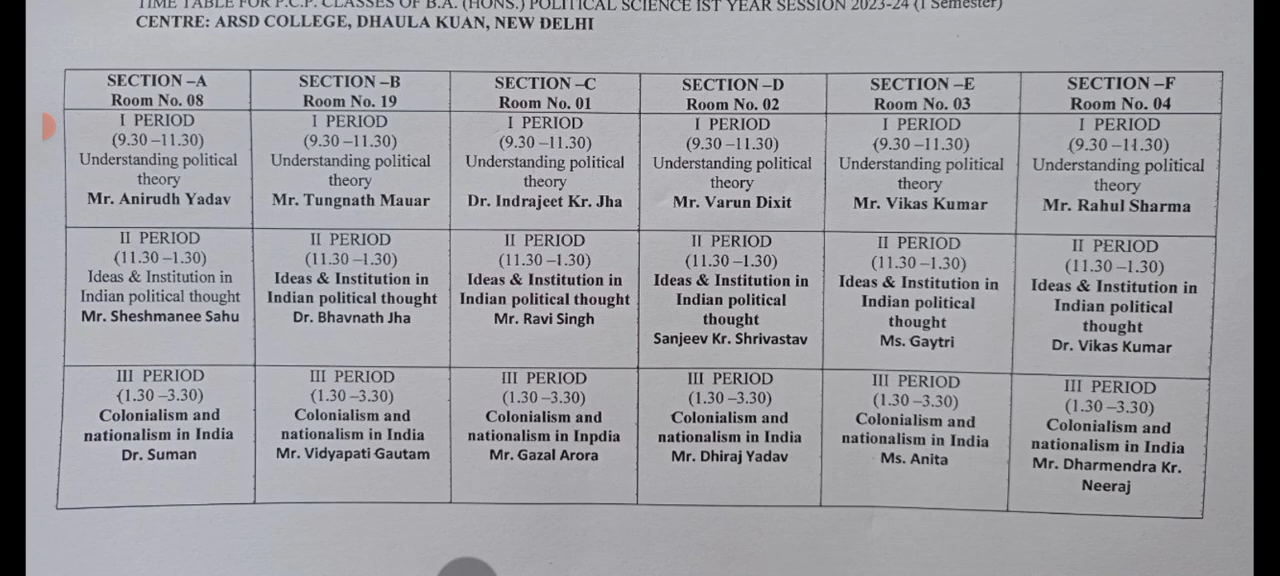 TIME TABLE FOR P.C.P. CLASSES OF B.A. (HONS.) POLITICAL SCIENCE IST YEAR SESSION 2023-24 (I Semester)
CENTRE: ARSD COLLEGE, DHAULA KUAN, NEW DELHI
SECTION –A
Room No. 08
I PERIOD
(9.30 –11.30)
Understanding political
theory
Mr. Anirudh Yadav
II PERIOD
(11.30 –1.30)
Ideas & Institution in
Indian political thought
Mr. Sheshmanee Sahu
III PERIOD
(1.30 –3.30)
Colonialism and
nationalism in India
Dr. Suman
SECTION –B
Room No. 19
I PERIOD
(9.30 –11.30)
Understanding political
theory
Mr. Tungnath Mauar
II PERIOD
(11.30 –1.30)
Ideas & Institution in
Indian political thought
Dr. Bhavnath Jha
III PERIOD
(1.30 –3.30)
Colonialism and
nationalism in India
Mr. Vidyapati Gautam
SECTION –C
Room No. 01
I PERIOD
(9.30 –11.30)
Understanding political
theory
Dr. Indrajeet Kr. Jha
II PERIOD
(11.30 –1.30)
Ideas & Institution in
Indian political thought
Mr. Ravi Singh
III PERIOD
(1.30 –3.30)
Colonialism and
nationalism in Inpdia
Mr. Gazal Arora
SECTION –D
Room No. 02
I PERIOD
(9.30 –11.30)
Understanding political
theory
Mr. Varun Dixit
II PERIOD
(11.30 –1.30)
Ideas & Institution in
Indian political
thought
Sanjeev Kr. Shrivastav
III PERIOD
(1.30 –3.30)
Colonialism and
nationalism in India
Mr. Dhiraj Yadav
SECTION –E
Room No. 03
I PERIOD
(9.30 –11.30)
Understanding political
theory
Mr. Vikas Kumar
II PERIOD
(11.30 –1.30)
Ideas & Institution in
Indian political
thought
Ms. Gaytri
III PERIOD
(1.30 –3.30)
Colonialism and
nationalism in India
Ms. Anita
SECTION –F
Room No. 04
I PERIOD
(9.30 –11.30)
Understanding political
theory
Mr. Rahul Sharma
II PERIOD
(11.30 –1.30)
Ideas & Institution in
Indian political
thought
Dr. Vikas Kumar
III PERIOD
(1.30 –3.30)
Colonialism and
nationalism in India
Mr. Dharmendra Kr.
Neeraj